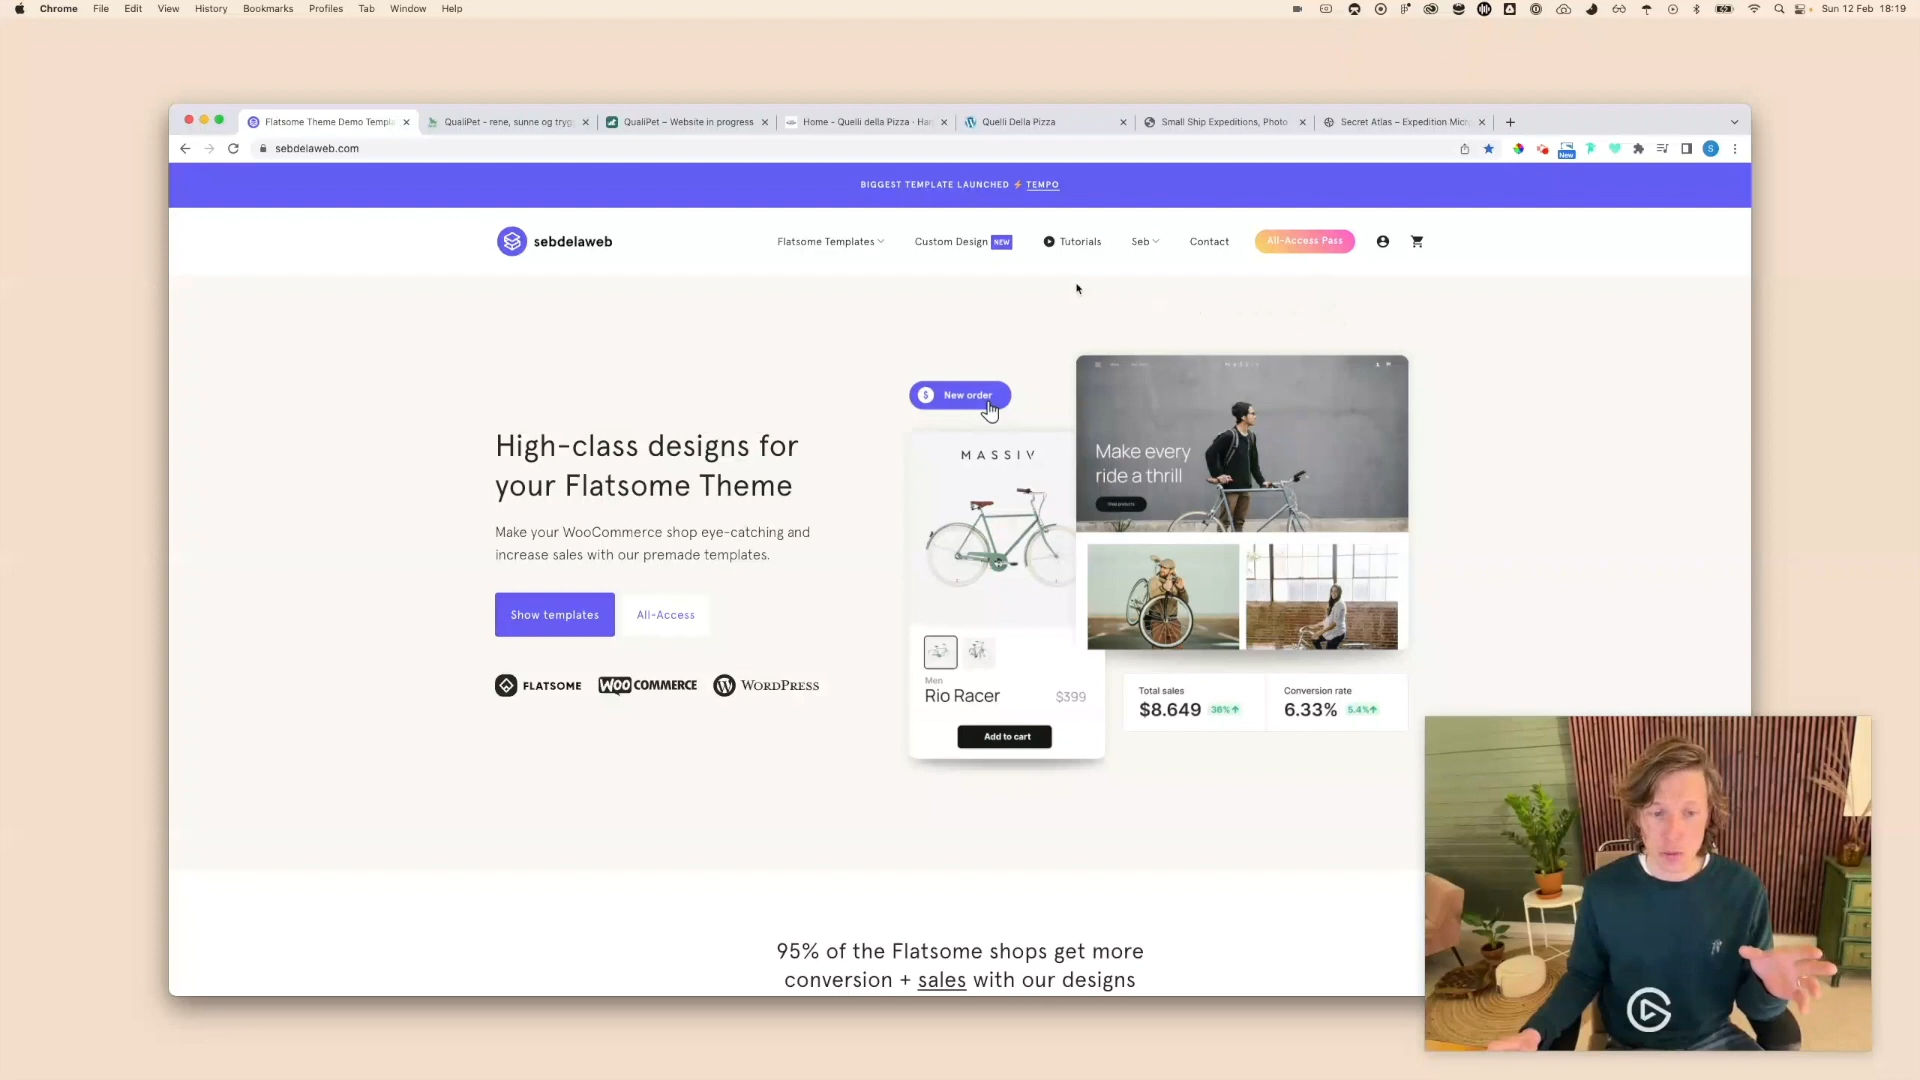 Chrome File Edit View History Bookmarks Profiles Tab Window Help
Sun 12 Feb 18:19
Flatsome Theme Demo Templa
QualiPet - rene, sunne og tryg
QualiPet – Website in progress
Home - Quelli della Pizza · Ha
Quelli Della Pizza
Small Ship Expeditions, Photo
Secret Atlas – Expedition Micr
sebdelaweb.com
New
S
BIGGEST TEMPLATE LAUNCHED ⚡ TEMPO
sebdelaweb
Flatsome Templates
Custom Design NEW
Tutorials
Seb
Contact
All-Access Pass
$ New order
High-class designs for
your Flatsome Theme
Make your WooCommerce shop eye-catching and
increase sales with our premade templates.
Show templates
All-Access
FLATSOME
WOOCOMMERCE
WORDPRESS
MASSIV
Make every
ride a thrill
Men
Rio Racer $399
Add to cart
Total sales
$8.649 36%↑
Conversion rate
6.33% 5.4%↑
95% of the Flatsome shops get more
conversion + sales with our designs